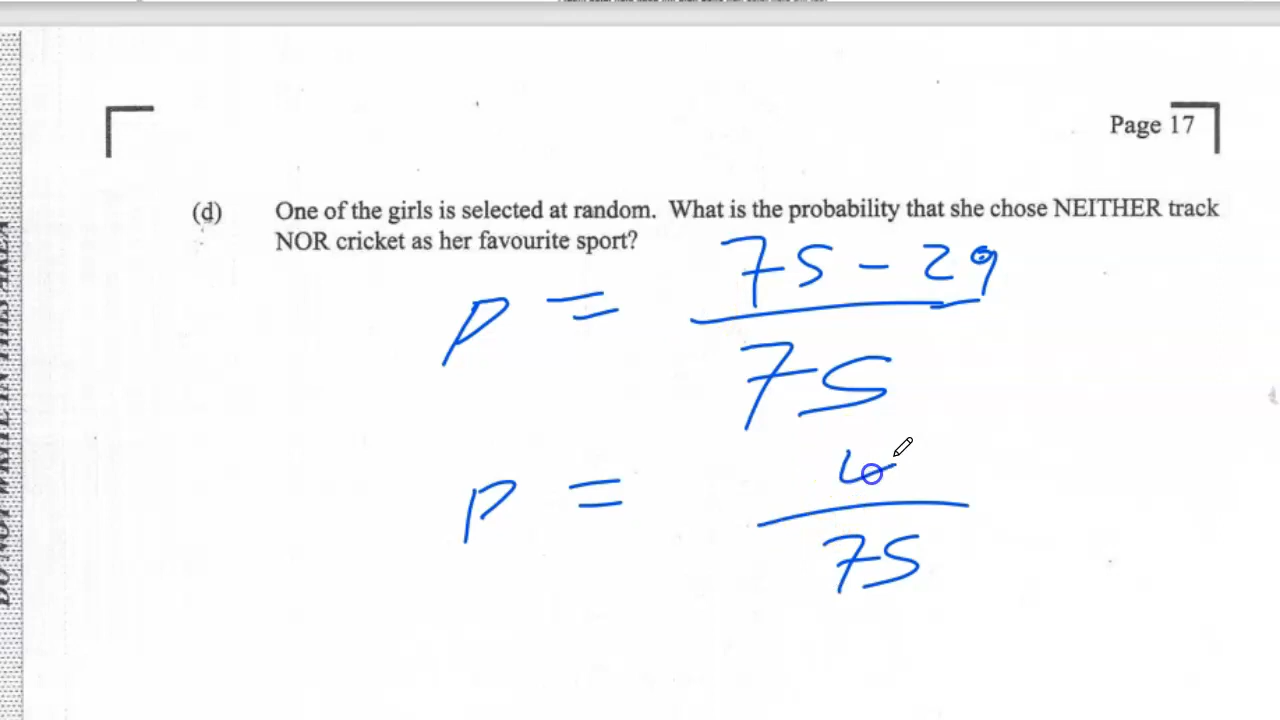 Page 17
(d) One of the girls is selected at random. What is the probability that she chose NEITHER track
NOR cricket as her favourite sport?
75 - 29
P =
75
P =
75